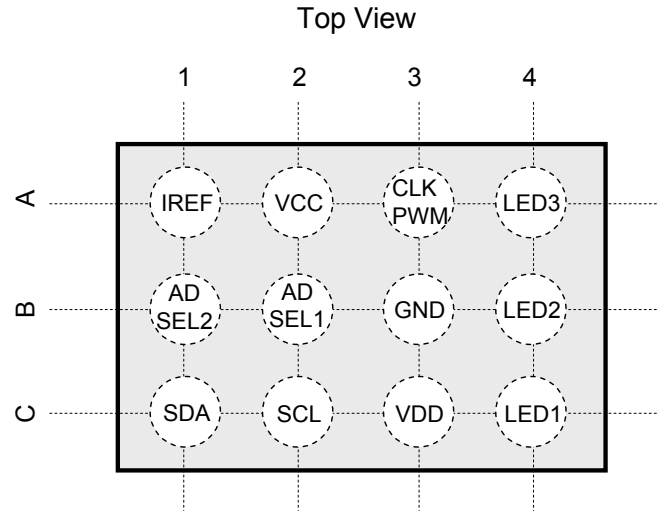 Top View
1 2 3 4
A IREF VCC CLK PWM LED3
B AD SEL2 AD SEL1 GND LED2
C SDA SCL VDD LED1